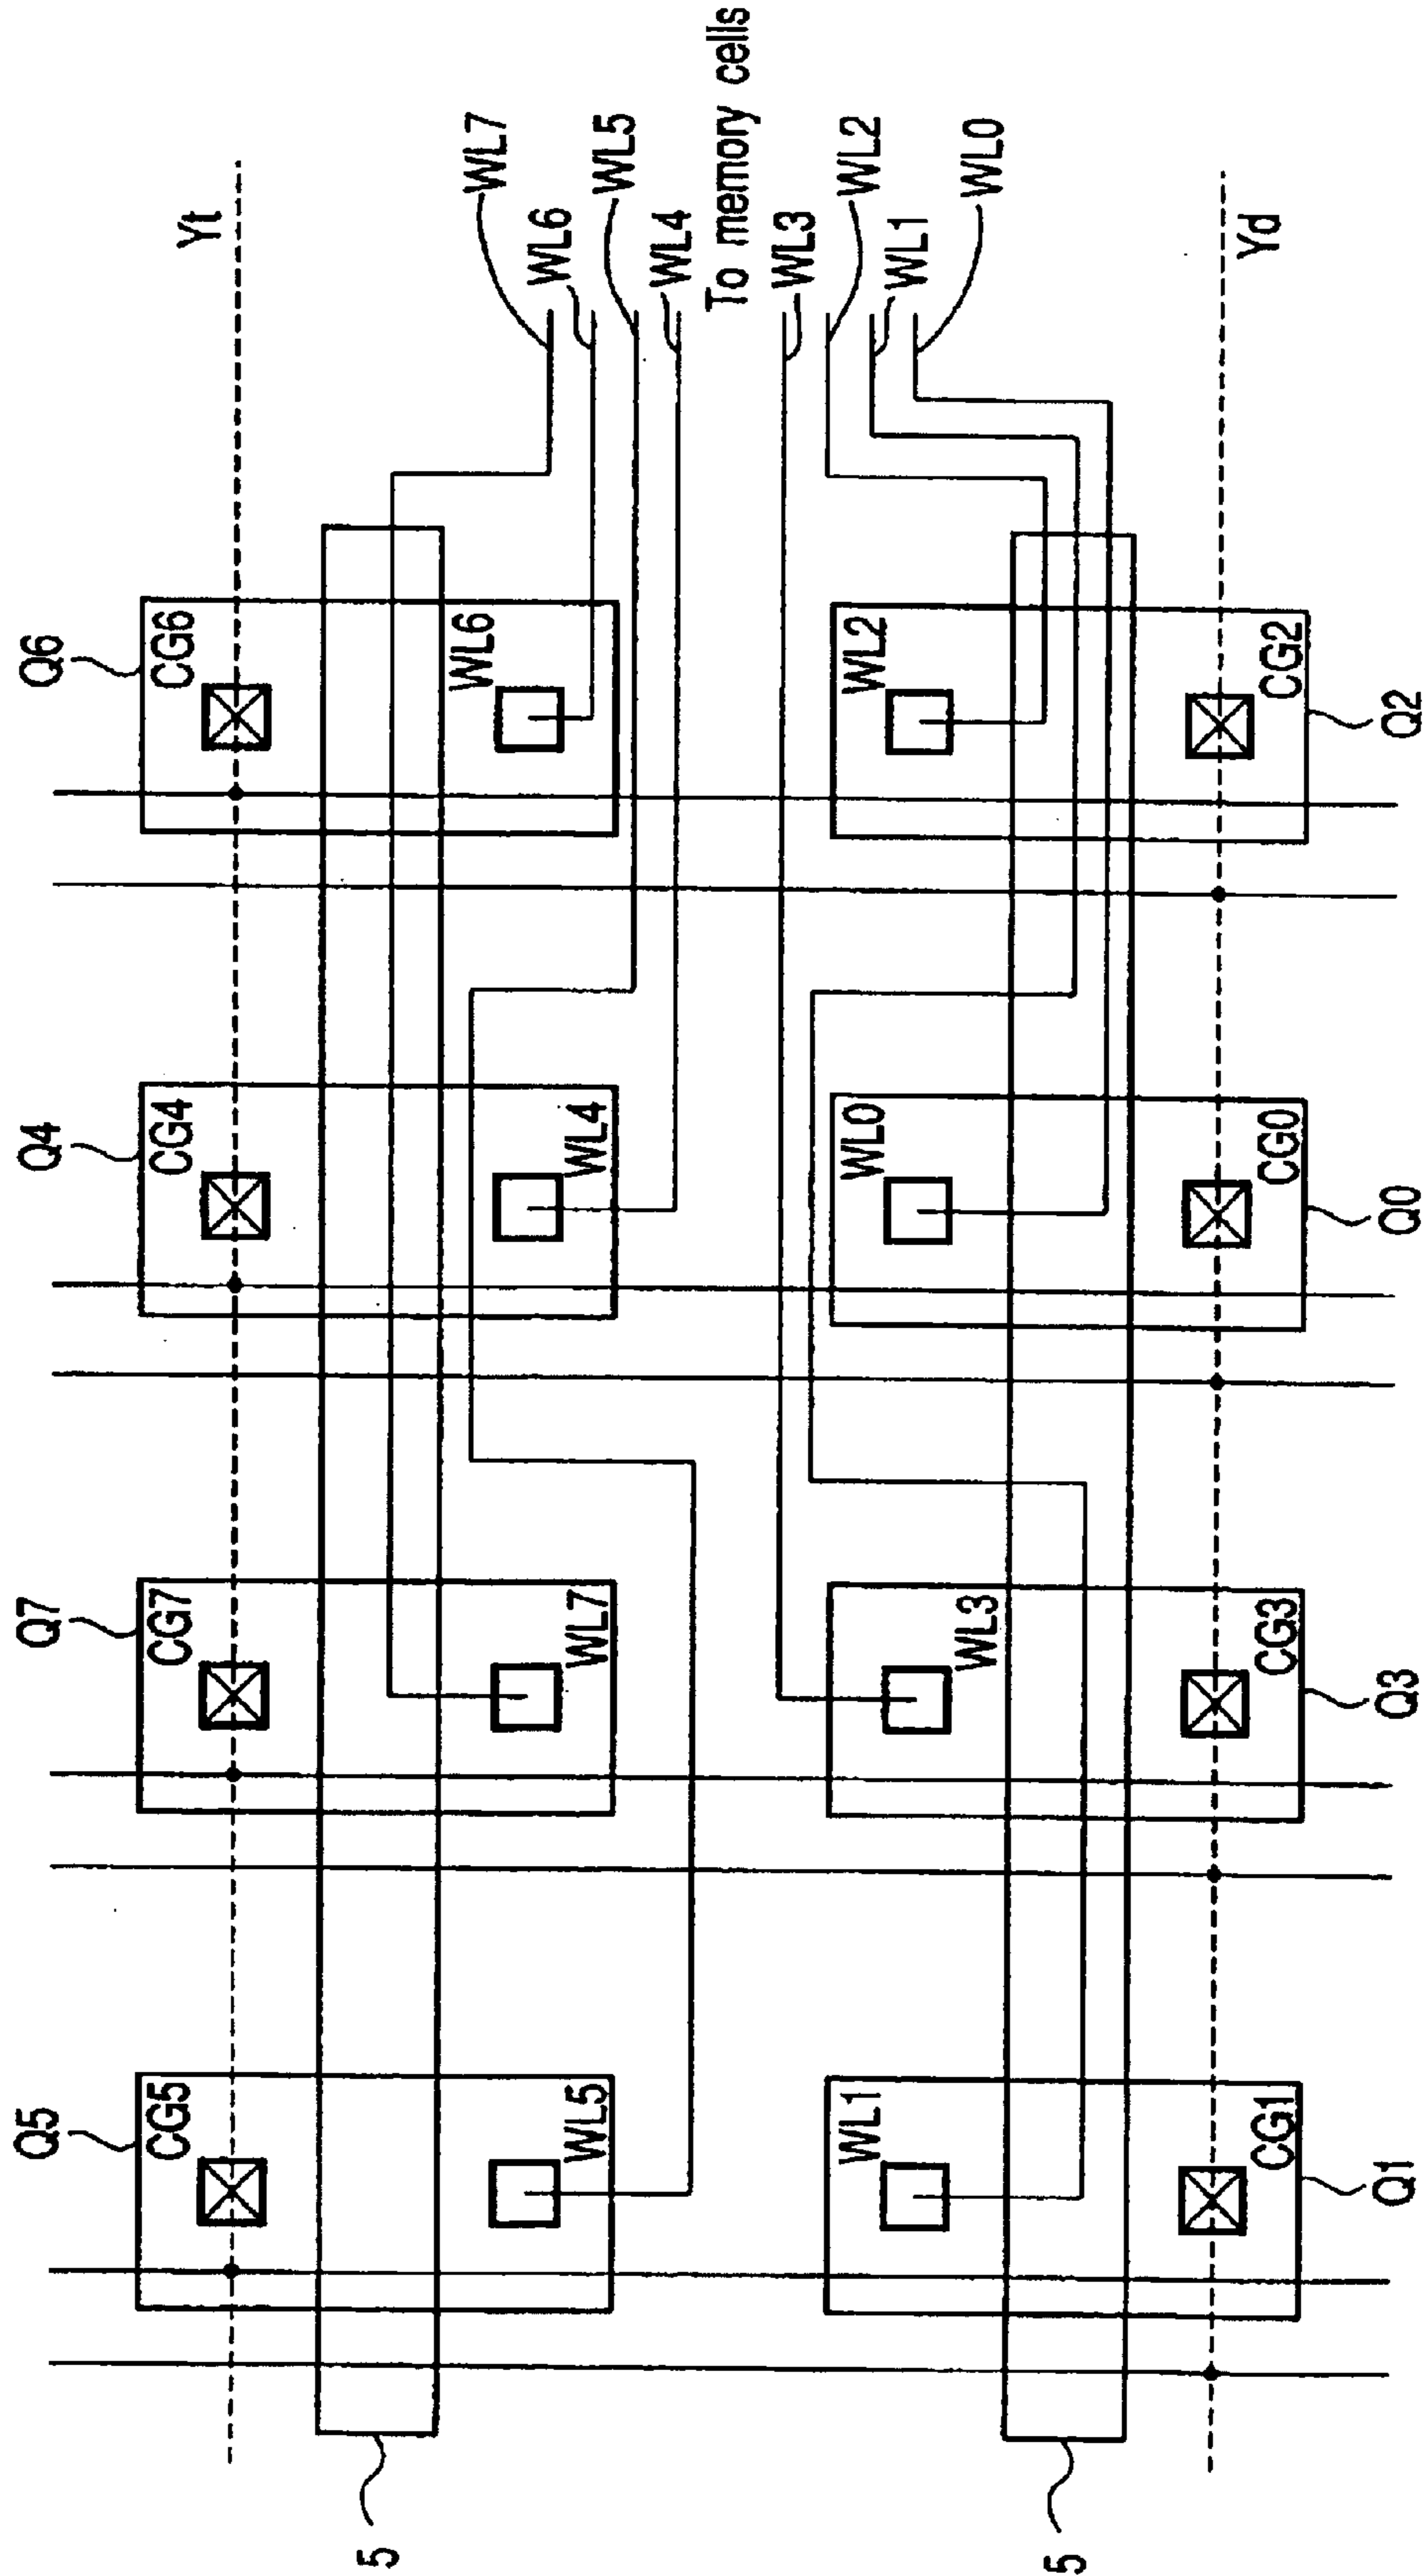 Q5
Q7
Q4
Q6
CG5
CG7
CG4
CG6
Yt
WL5
WL7
WL4
WL6
WL7
WL6
WL5
WL4
To memory cells
WL3
WL2
WL1
WL0
WL1
WL3
WL0
WL2
CG1
CG3
CG0
CG2
Yd
Q1
Q3
Q0
Q2
5
5